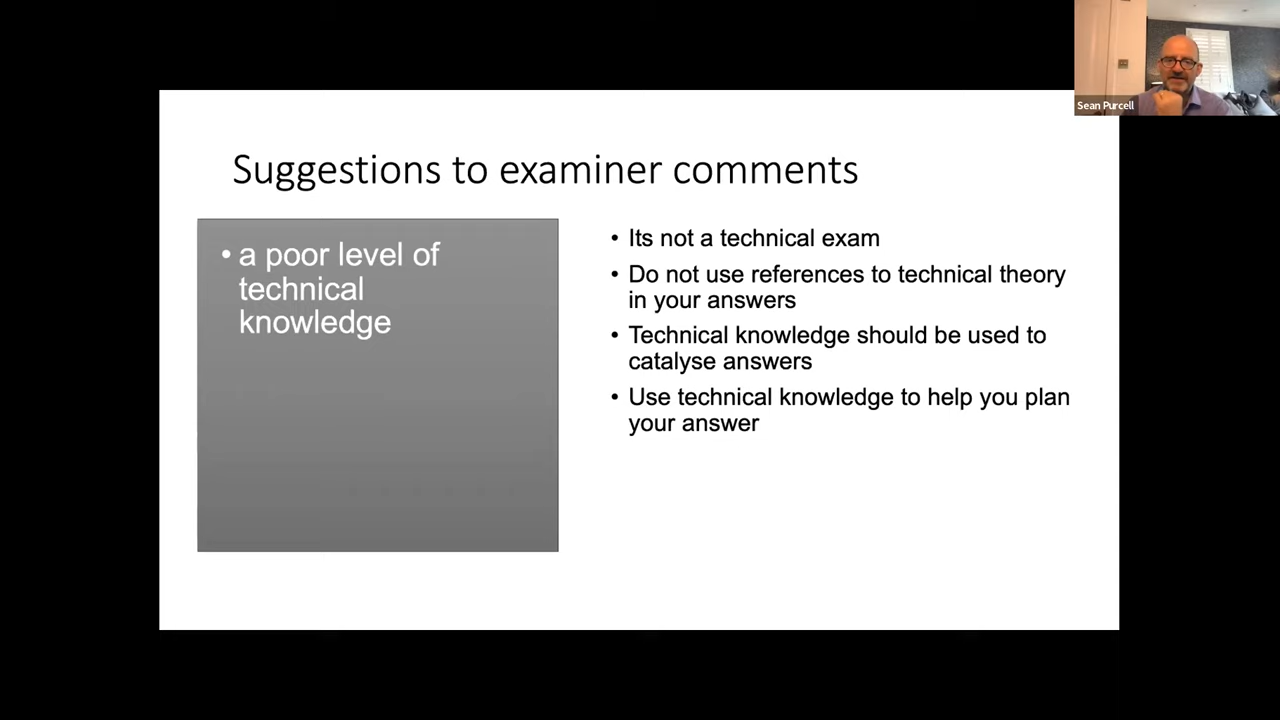 Sean Purcell
Suggestions to examiner comments
• a poor level of
technical
knowledge
• Its not a technical exam
• Do not use references to technical theory
in your answers
• Technical knowledge should be used to
catalyse answers
• Use technical knowledge to help you plan
your answer